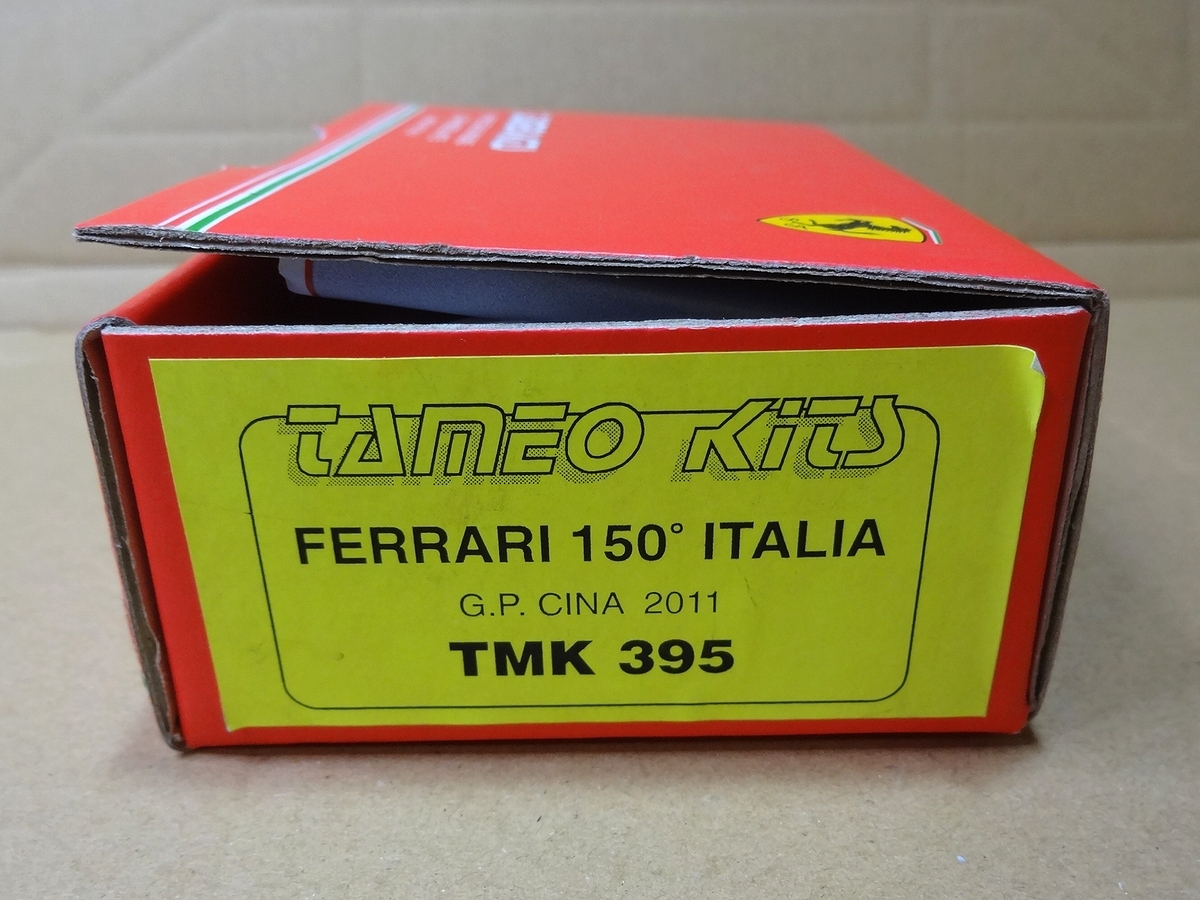 TAMEO KITS
FERRARI 150° ITALIA
G.P. CINA 2011
TMK 395